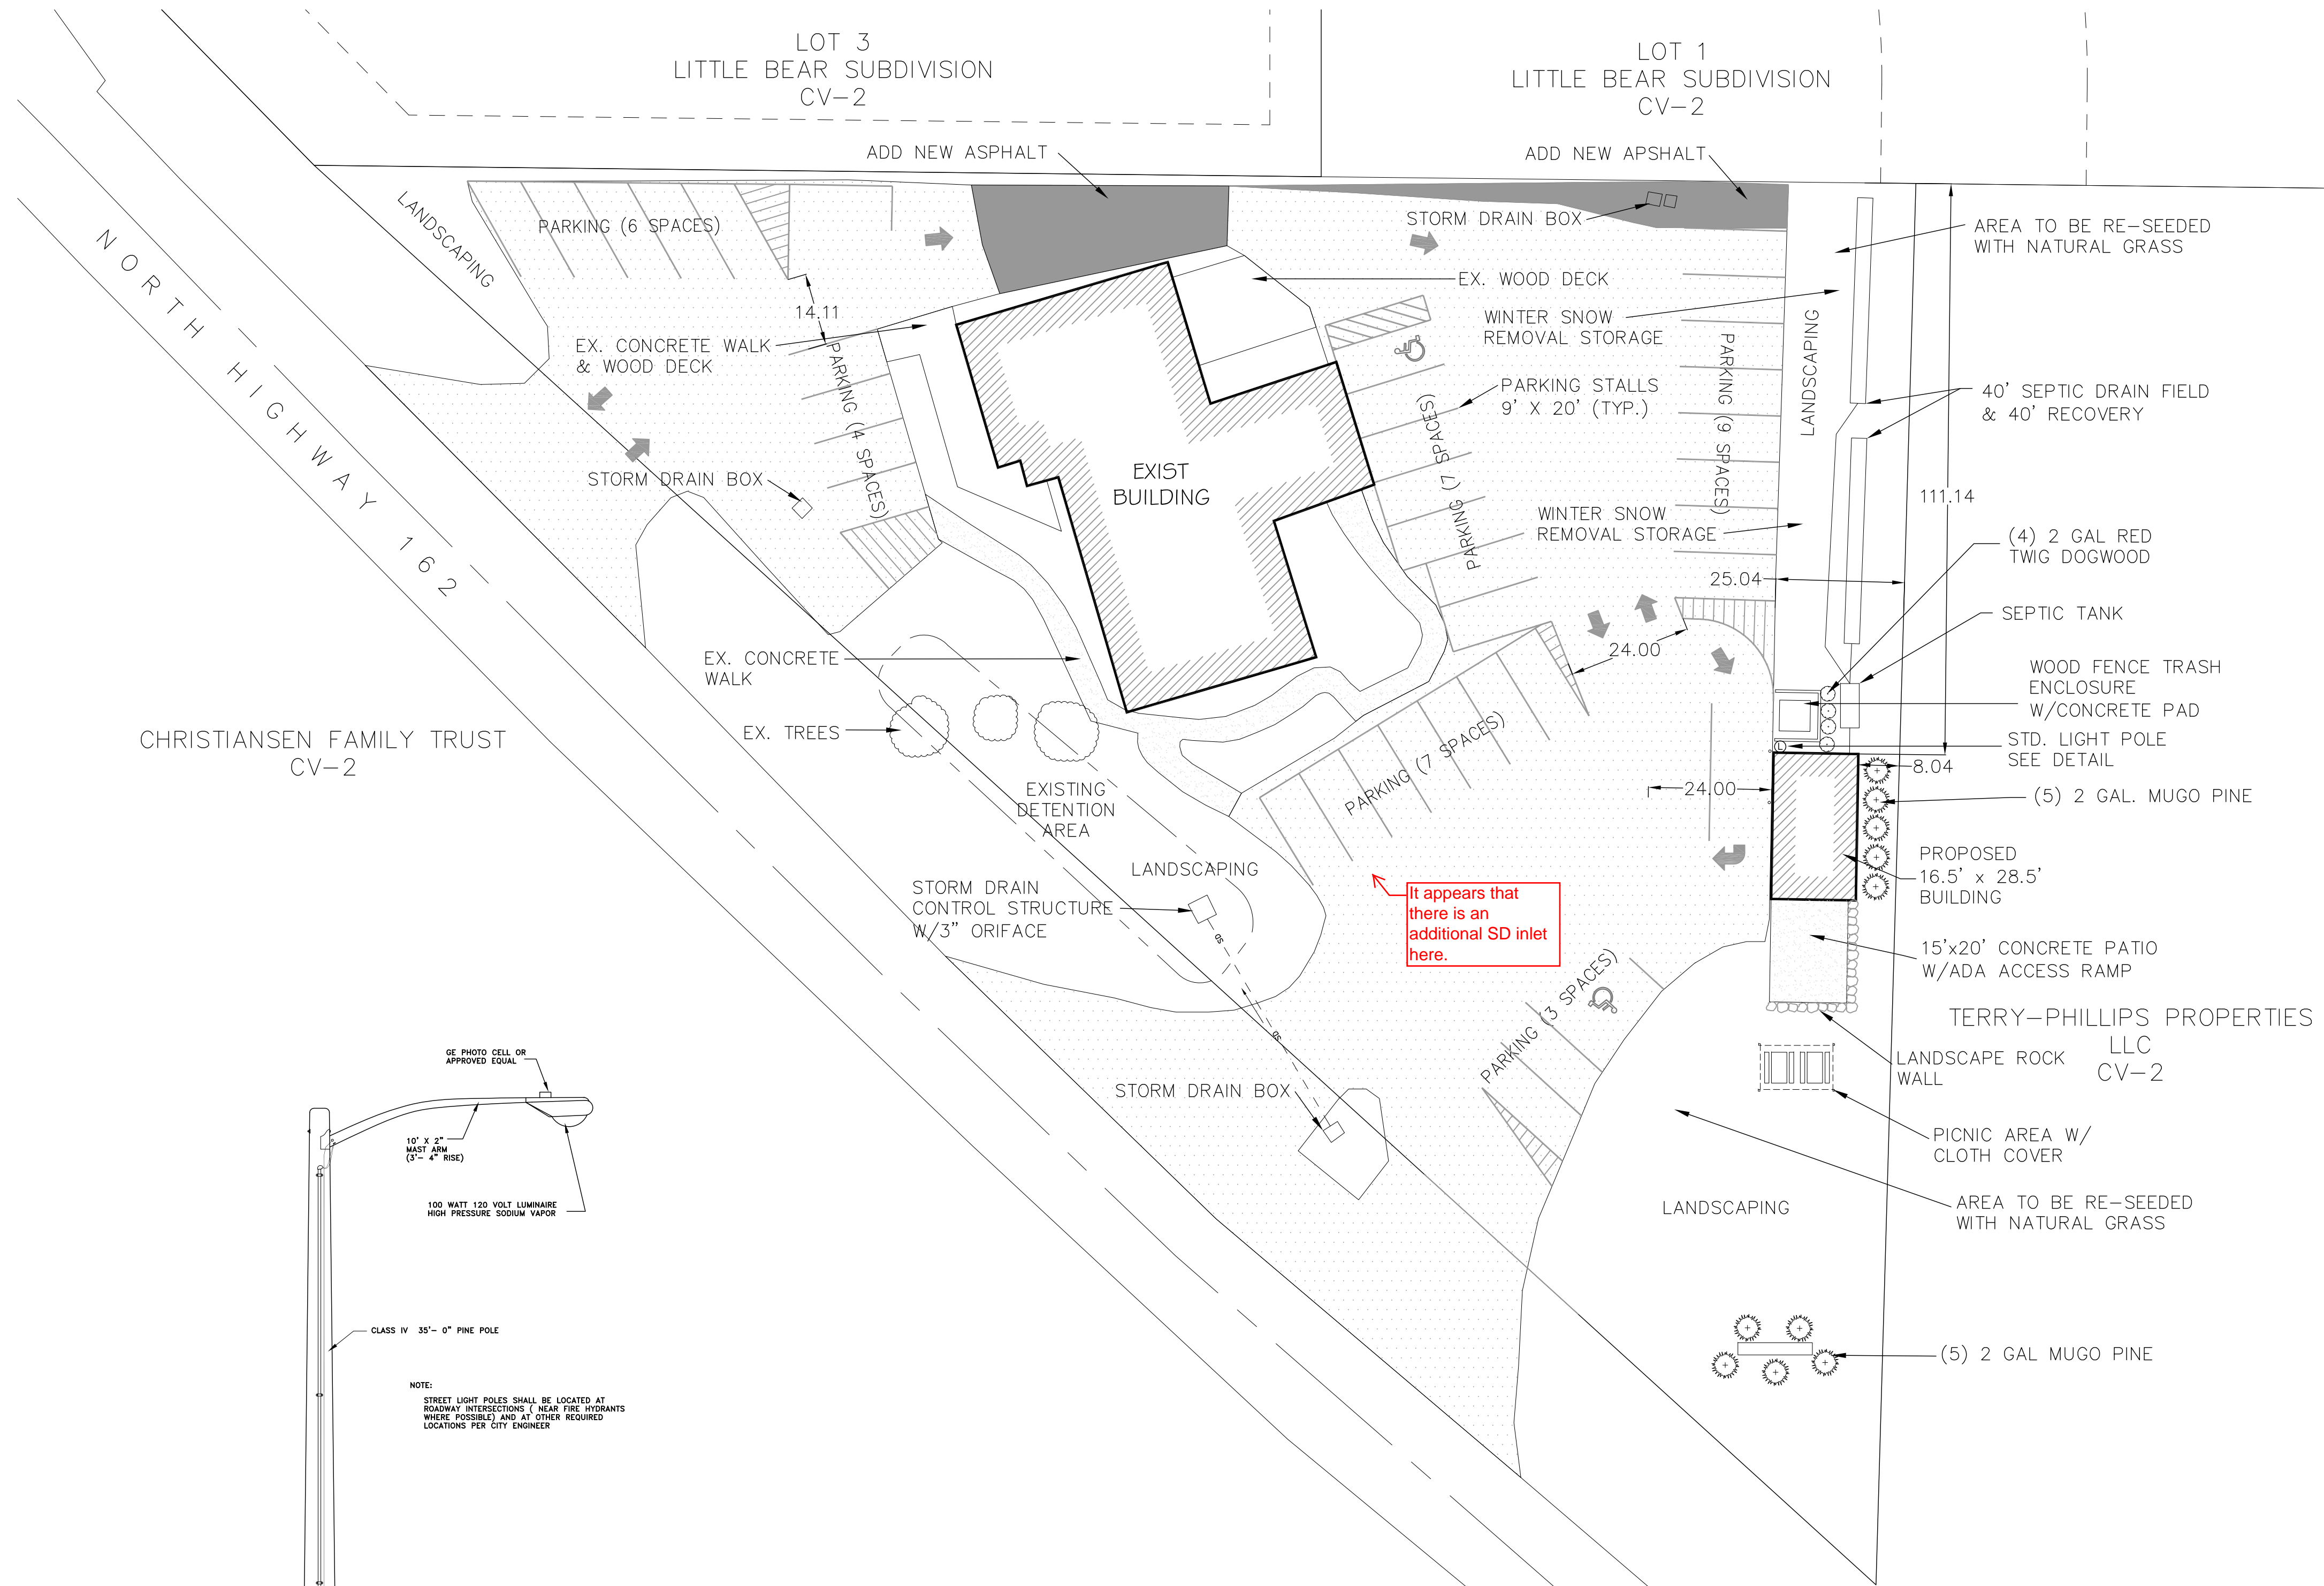 LOT 3
LITTLE BEAR SUBDIVISION
CV-2
LOT 1
LITTLE BEAR SUBDIVISION
CV-2
ADD NEW ASPHALT
ADD NEW APSHALT
LANDSCAPING
PARKING (6 SPACES)
STORM DRAIN BOX
AREA TO BE RE-SEEDED
WITH NATURAL GRASS
NORTH HIGHWAY 162
14.11
EX. WOOD DECK
EX. CONCRETE WALK
& WOOD DECK
WINTER SNOW
REMOVAL STORAGE
PARKING (4 SPACES)
PARKING STALLS
9' X 20' (TYP.)
PARKING (7 SPACES)
PARKING (9 SPACES)
LANDSCAPING
40' SEPTIC DRAIN FIELD
& 40' RECOVERY
STORM DRAIN BOX
EXIST
BUILDING
111.14
WINTER SNOW
REMOVAL STORAGE
(4) 2 GAL RED
TWIG DOGWOOD
25.04
SEPTIC TANK
24.00
EX. CONCRETE
WALK
WOOD FENCE TRASH
ENCLOSURE
W/CONCRETE PAD
CHRISTIANSEN FAMILY TRUST
CV-2
EX. TREES
PARKING (7 SPACES)
L
STD. LIGHT POLE
SEE DETAIL
8.04
24.00
(5) 2 GAL. MUGO PINE
EXISTING
DETENTION
AREA
LANDSCAPING
PROPOSED
16.5' x 28.5'
BUILDING
STORM DRAIN
CONTROL STRUCTURE
W/3" ORIFACE
SD
It appears that
there is an
additional SD inlet
here.
15'x20' CONCRETE PATIO
W/ADA ACCESS RAMP
PARKING (3 SPACES)
SD
TERRY-PHILLIPS PROPERTIES
LLC
CV-2
LANDSCAPE ROCK
WALL
STORM DRAIN BOX
PICNIC AREA W/
CLOTH COVER
LANDSCAPING
AREA TO BE RE-SEEDED
WITH NATURAL GRASS
(5) 2 GAL MUGO PINE
GE PHOTO CELL OR
APPROVED EQUAL
10' X 2"
MAST ARM
(3'- 4" RISE)
100 WATT 120 VOLT LUMINAIRE
HIGH PRESSURE SODIUM VAPOR
CLASS IV 35'- 0" PINE POLE
NOTE:
STREET LIGHT POLES SHALL BE LOCATED AT
ROADWAY INTERSECTIONS ( NEAR FIRE HYDRANTS
WHERE POSSIBLE) AND AT OTHER REQUIRED
LOCATIONS PER CITY ENGINEER